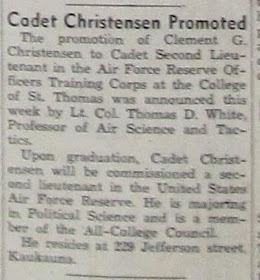 Cadet Christensen Promoted
The promotion of Clement G.
Christensen to Cadet Second Lieu-
tenant in the Air Force Reserve Of-
ficers Training Corps at the College
of St. Thomas was announced this
week by Lt. Col. Thomas D. White,
Professor of Air Science and Tac-
tics.
Upon graduation, Cadet Christ-
ensen will be commissioned a sec-
ond lieutenant in the United States
Air Force Reserve. He is majoring
in Political Science and is a mem-
ber of the All-College Council.
He resides at 229 Jefferson street,
Kaukauna.